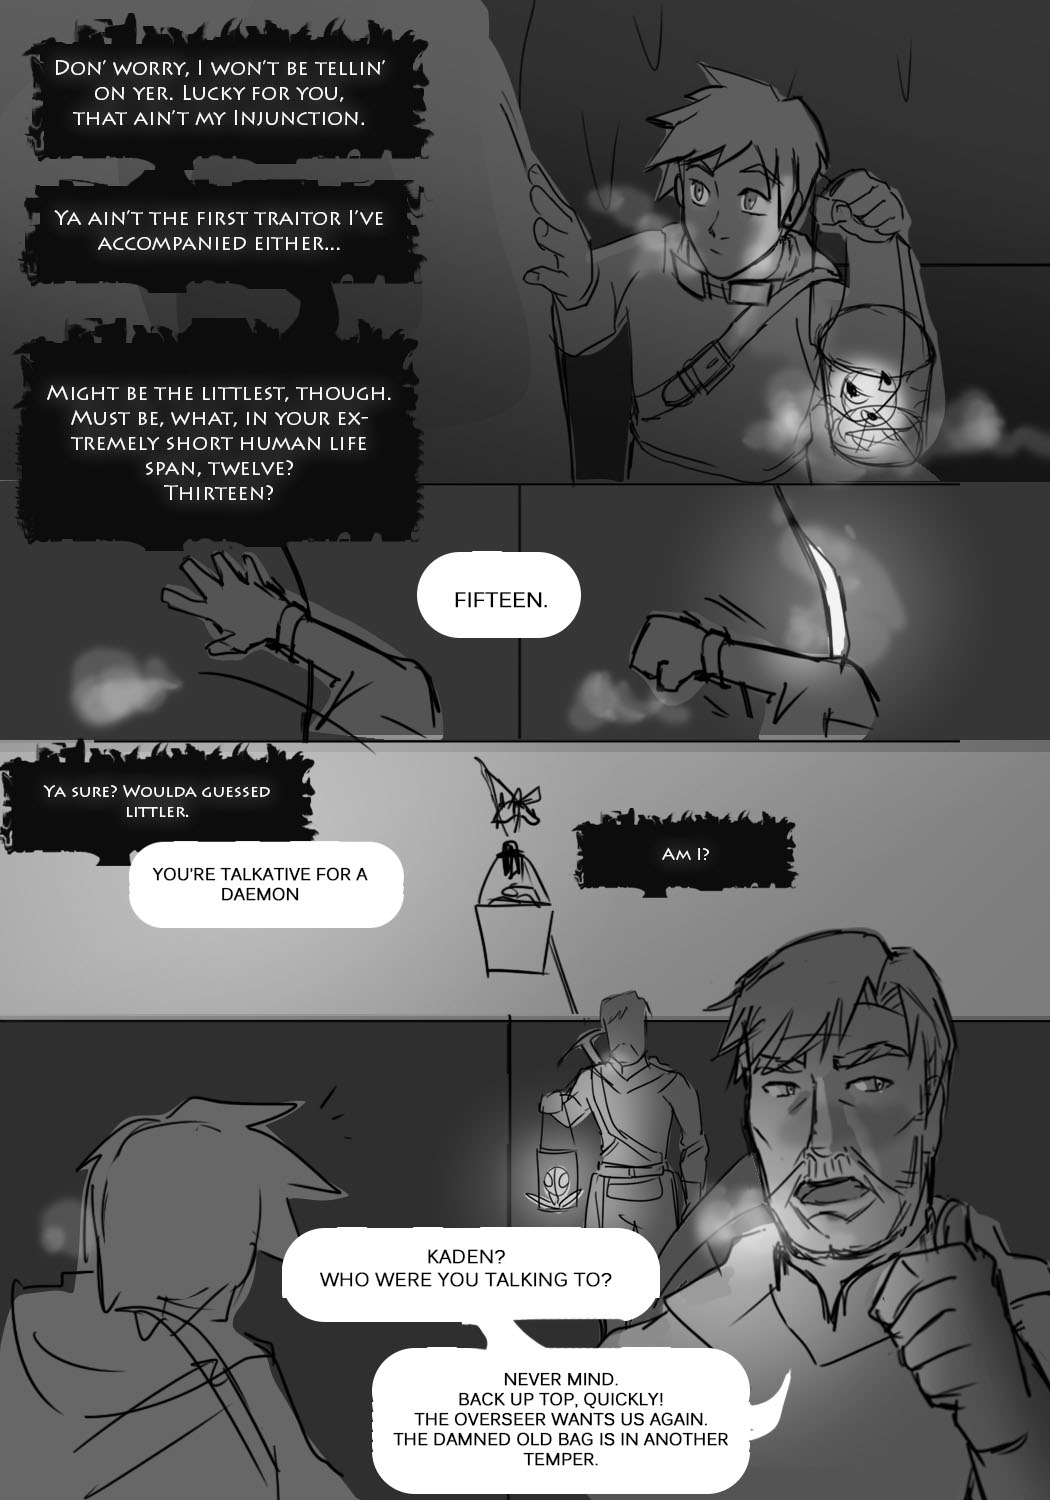 Don' worry, I won't be tellin'
on yer. Lucky for you,
that ain't my Injunction.
Ya ain't the first traitor I've
accompanied either...
Might be the littlest, though.
Must be, what, in your ex-
tremely short human life
span, twelve?
Thirteen?
FIFTEEN.
Ya sure? Woulda guessed
littler.
YOU'RE TALKATIVE FOR A
DAEMON
Am I?
KADEN?
WHO WERE YOU TALKING TO?
NEVER MIND.
BACK UP TOP, QUICKLY!
THE OVERSEER WANTS US AGAIN.
THE DAMNED OLD BAG IS IN ANOTHER
TEMPER.